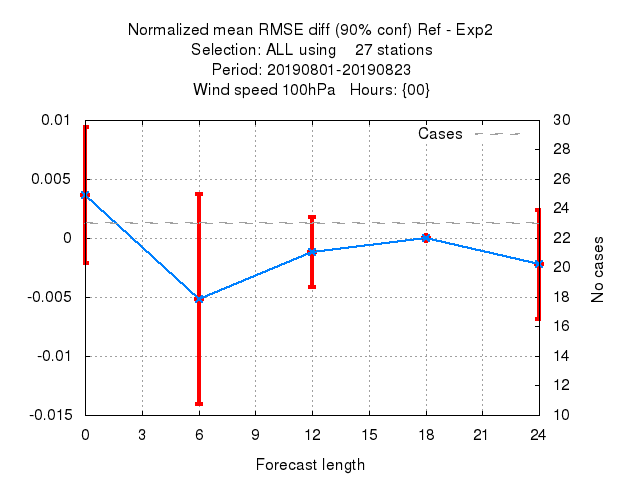 Normalized mean RMSE diff (90% conf) Ref - Exp2
Selection: ALL using    27 stations
Period: 20190801-20190823
Wind speed 100hPa   Hours: {00}
Cases
0.01
0.005
0
-0.005
-0.01
-0.015
30
28
26
24
22
20
18
16
14
12
10
No cases
0 3 6 9 12 15 18 21 24
Forecast length